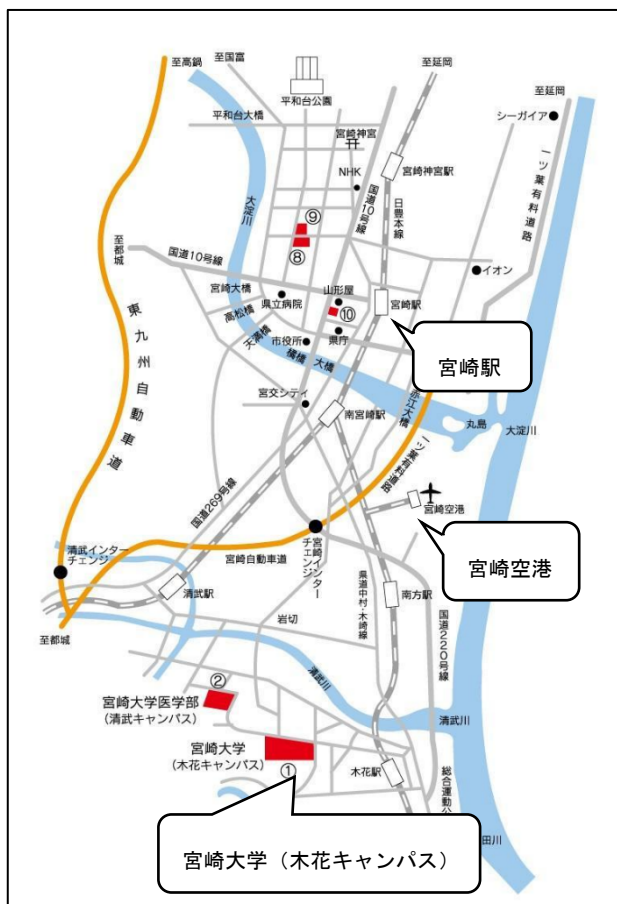 至高鍋
至国富
至延岡
至延岡
平和台公園
シーガイア
平和台大橋
宮崎神宮
一ツ葉有料道路
NHK
国道10号線
宮崎神宮駅
大淀川
日豊本線
⑨
⑧
至都城
国道10号線
イオン
宮崎大橋
県立病院
山形屋
宮崎駅
高松橋
⑩
天満橋
市役所
県庁
橘橋
大橋
宮崎駅
東九州自動車道
宮交シティ
赤江大橋
南宮崎駅
丸島
大淀川
一ツ葉有料道路
国道269号線
宮崎空港
宮崎インター
チェンジ
清武インター
チェンジ
宮崎自動車道
宮崎空港
清武駅
県道中村・木崎線
南方駅
岩切
国道220号線
至都城
清武川
②
宮崎大学医学部
(清武キャンパス)
清武川
宮崎大学
(木花キャンパス)
①
木花駅
総合運動公
田川
宮崎大学（木花キャンパス）